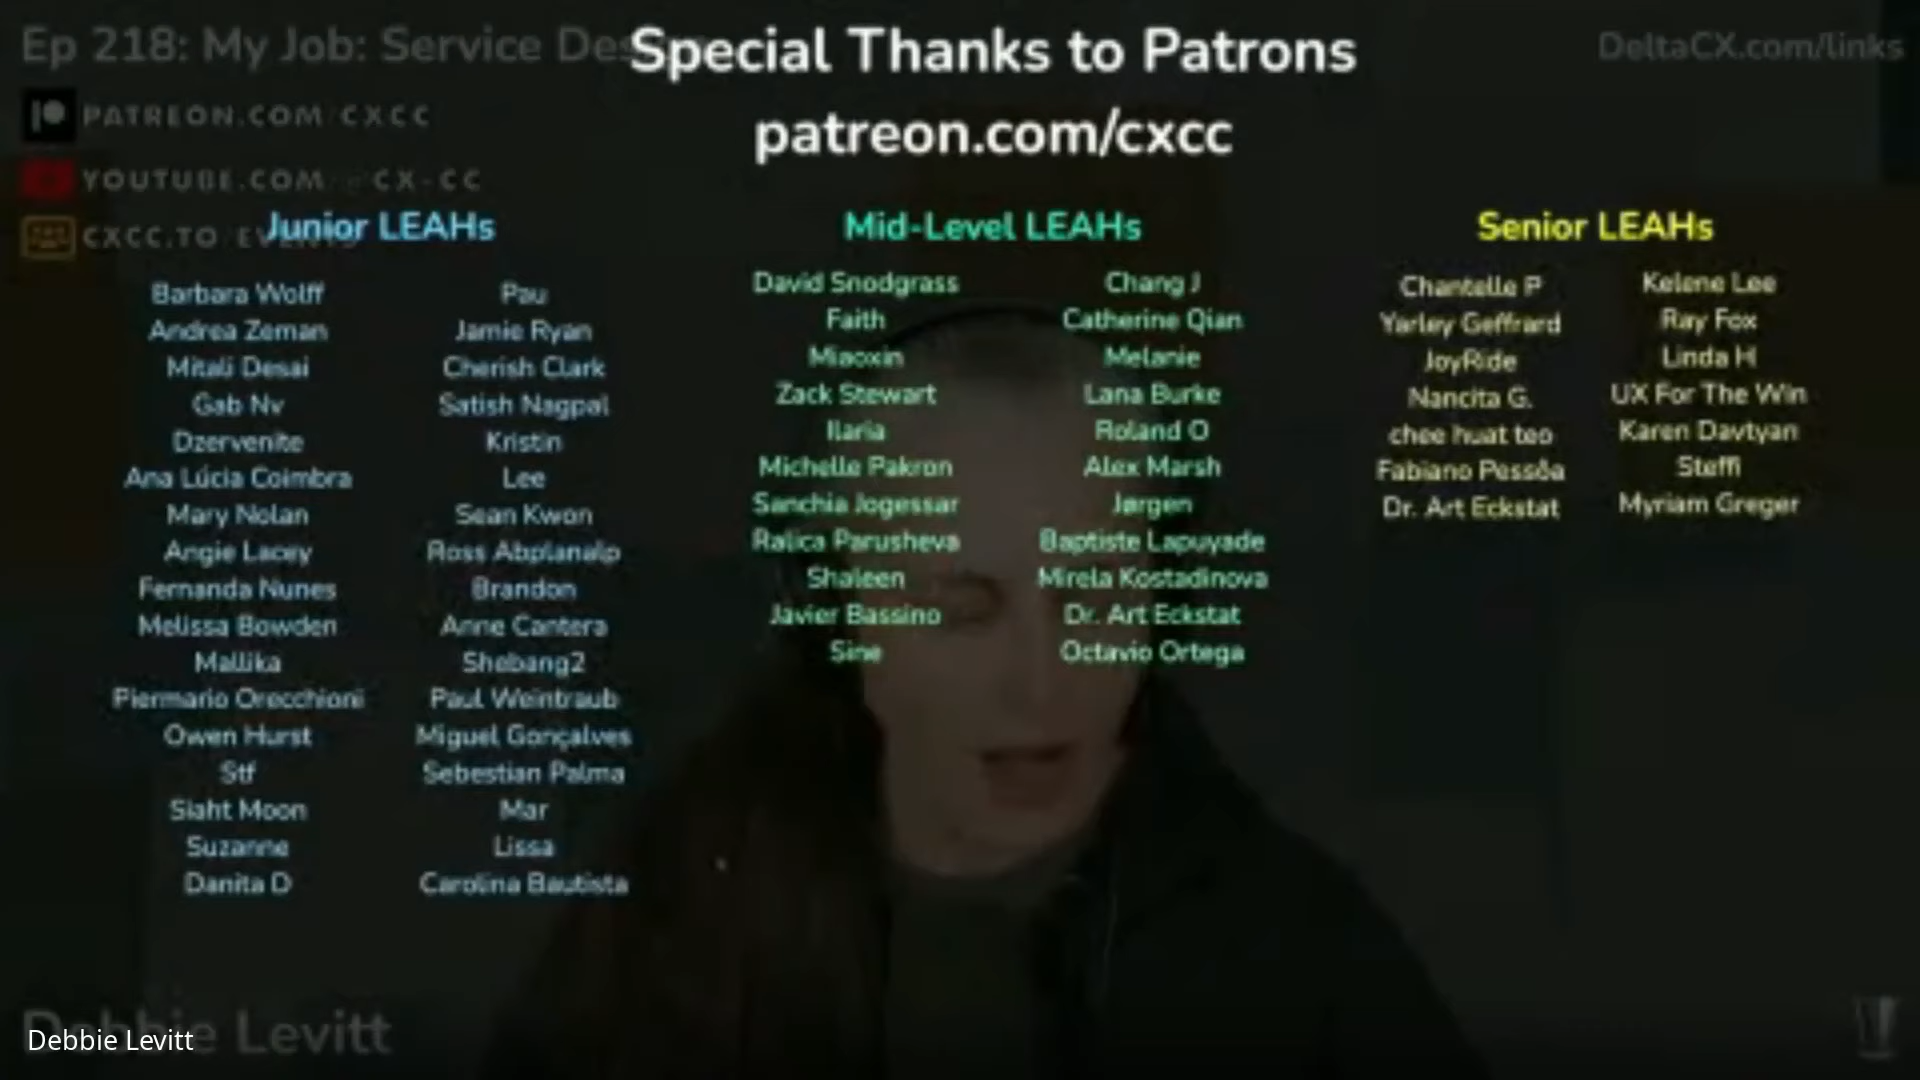 Ep 218: My Job: Service Des
Special Thanks to Patrons
DeltaCX.com/links
PATREON.COM/CXCC
patreon.com/cxcc
YOUTUBE.COM/@CX-CC
CXCC.TO/EVENTS
Junior LEAHs
Barbara Wolff
Andrea Zeman
Mitali Desai
Gab Nv
Dzervenite
Ana Lúcia Coimbra
Mary Nolan
Angie Lacey
Fernanda Nunes
Melissa Bowden
Mallika
Piermario Orecchioni
Owen Hurst
Stf
Siaht Moon
Suzanne
Danita D
Pau
Jamie Ryan
Cherish Clark
Satish Nagpal
Kristin
Lee
Sean Kwon
Ross Abplanalp
Brandon
Anne Cantera
Shebang2
Paul Weintraub
Miguel Gonçalves
Sebestian Palma
Mar
Lissa
Carolina Bautista
Mid-Level LEAHs
David Snodgrass
Faith
Miaoxin
Zack Stewart
Ilaria
Michelle Pakron
Sanchia Jogessar
Ralica Parusheva
Shaleen
Javier Bassino
Sine
Chang J
Catherine Qian
Melanie
Lana Burke
Roland O
Alex Marsh
Jørgen
Baptiste Lapuyade
Mirela Kostadinova
Dr. Art Eckstat
Octavio Ortega
Senior LEAHs
Chantelle P
Yarley Geffrard
JoyRide
Nancita G.
chee huat teo
Fabiano Pessôa
Dr. Art Eckstat
Kelene Lee
Ray Fox
Linda H
UX For The Win
Karen Davtyan
Steffi
Myriam Greger
Debbie Levitt
Debbie Levitt